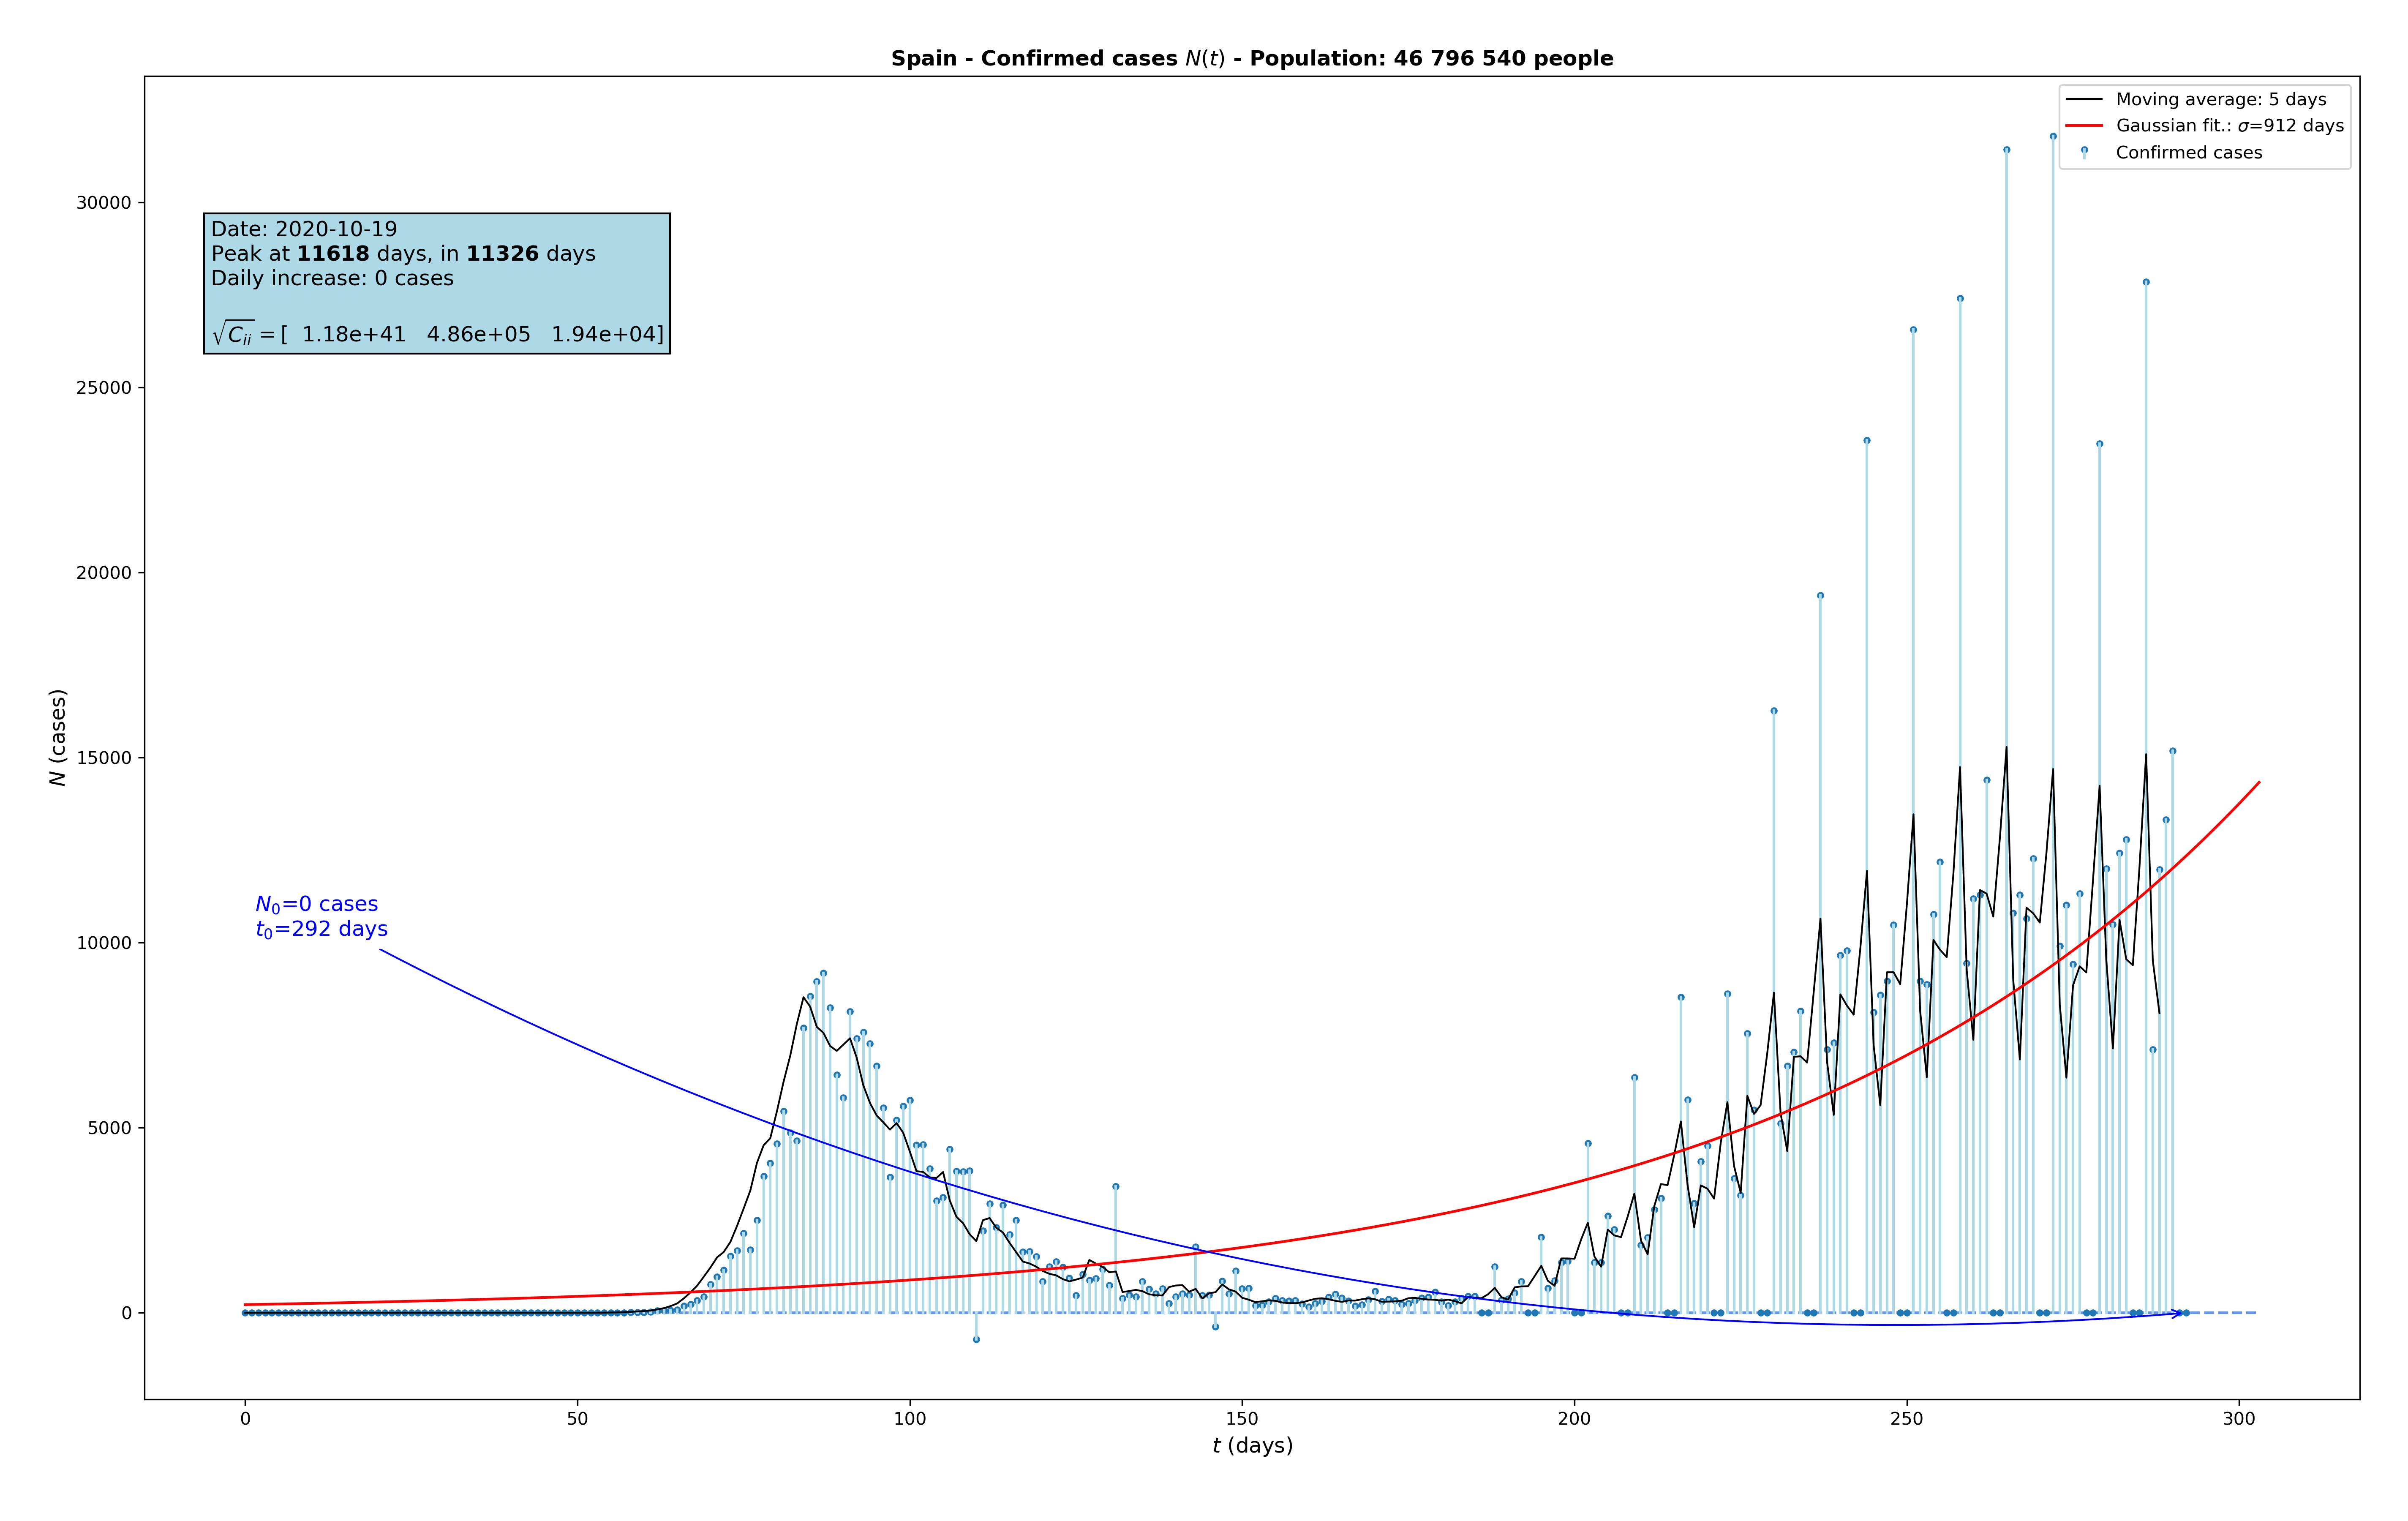 Spain - Confirmed cases N(t) - Population: 46 796 540 people
Moving average: 5 days
Gaussian fit.: σ=912 days
Confirmed cases
Date: 2020-10-19
Peak at 11618 days, in 11326 days
Daily increase: 0 cases
√Cᵢᵢ = [ 1.18e+41 4.86e+05 1.94e+04]
N₀=0 cases
t₀=292 days
30000
25000
20000
15000
10000
5000
0
N (cases)
0 50 100 150 200 250 300
t (days)